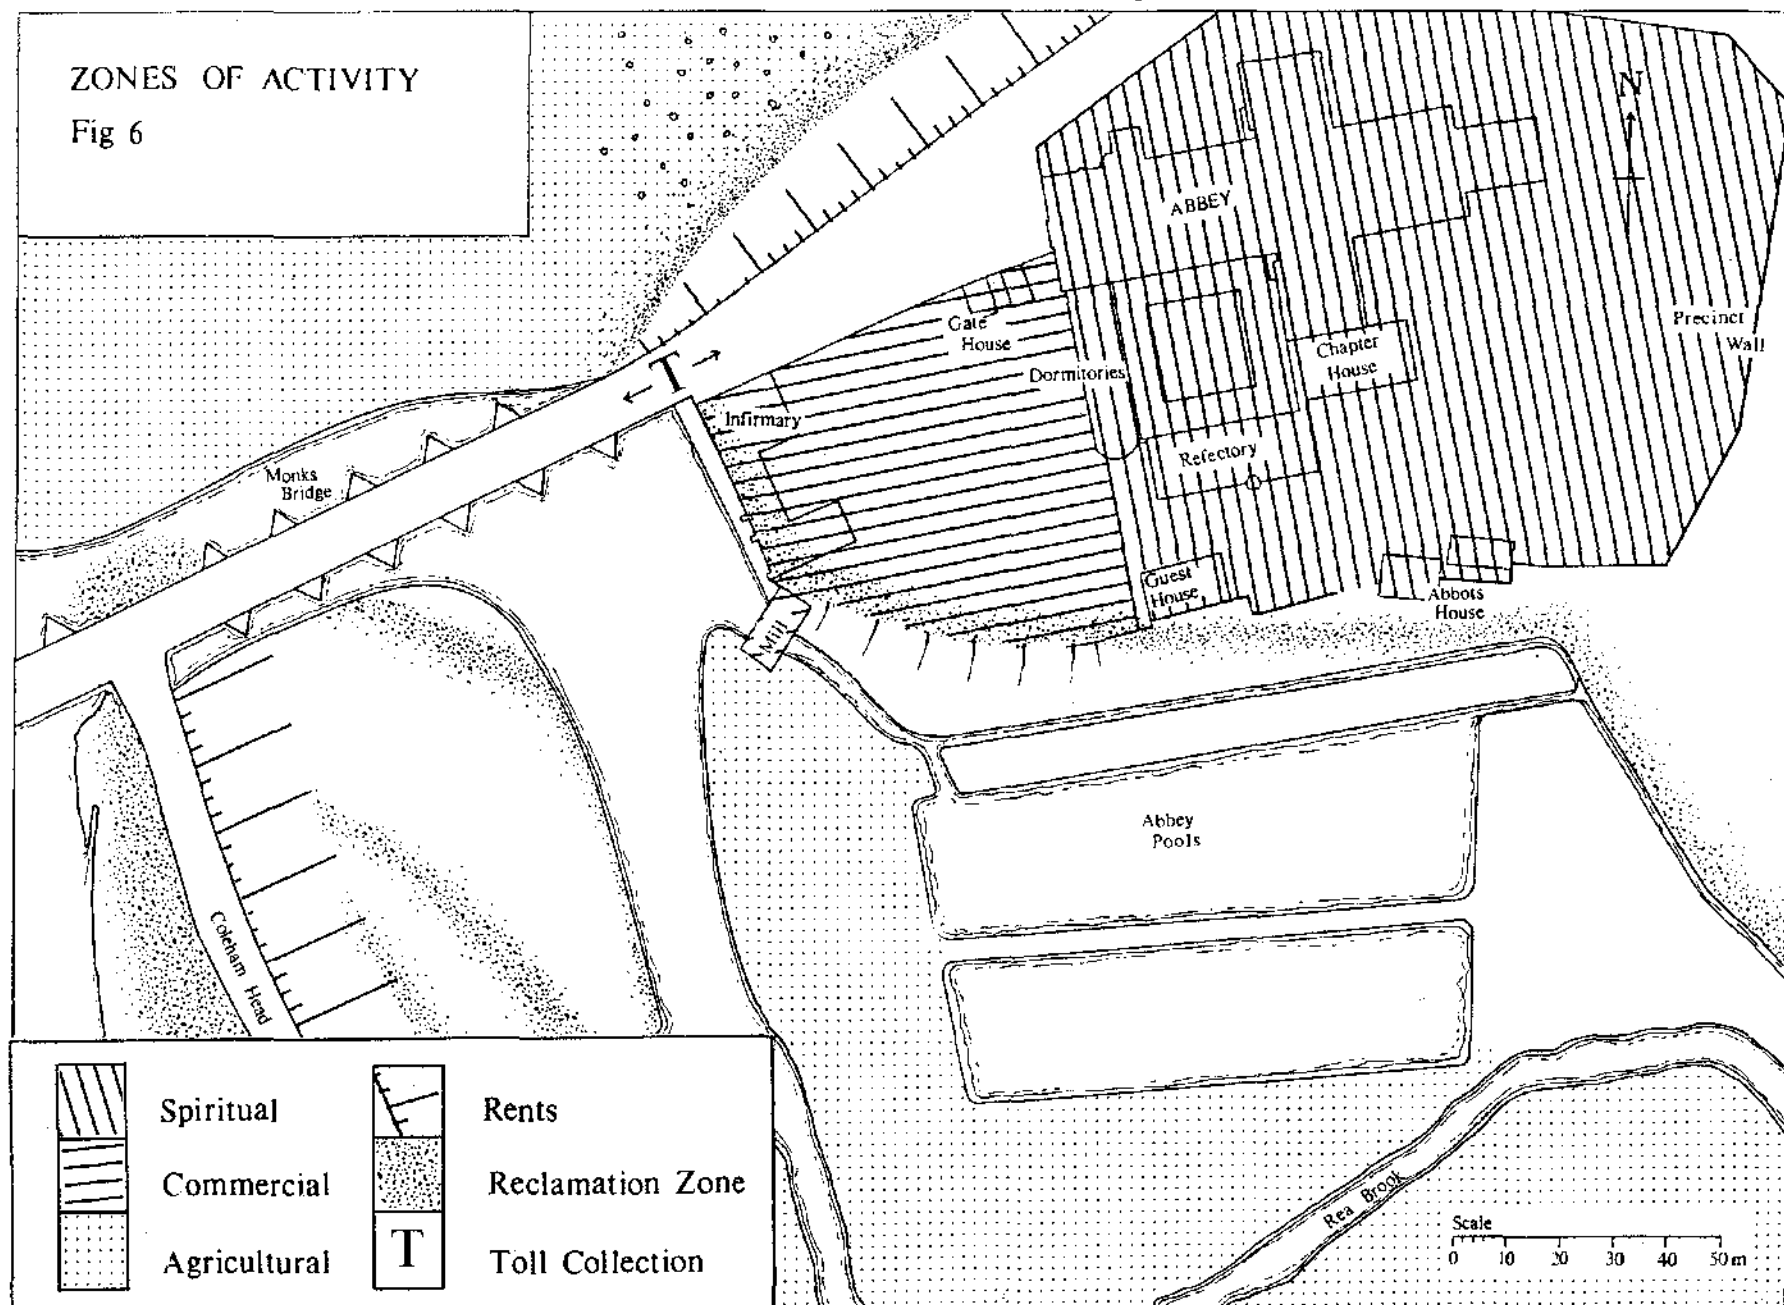 ZONES OF ACTIVITY
Fig 6
N
ABBEY
Gate
House
Precinct
Wall
Chapter
House
T
Dormitories
Infirmary
Refectory
Monks
Bridge
Guest
House
Abbots
House
Mill
Abbey
Pools
Coleham Head
Spiritual
Rents
Commercial
Reclamation Zone
Agricultural
T
Toll Collection
Rea Brook
Scale
0 10 20 30 40 50 m